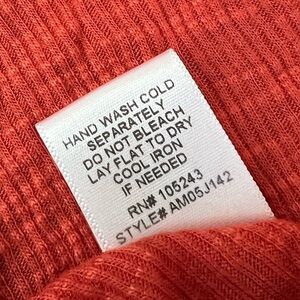 HAND WASH COLD
SEPARATELY
DO NOT BLEACH
LAY FLAT TO DRY
COOL IRON
IF NEEDED
RN# 105243
STYLE# AM05J142